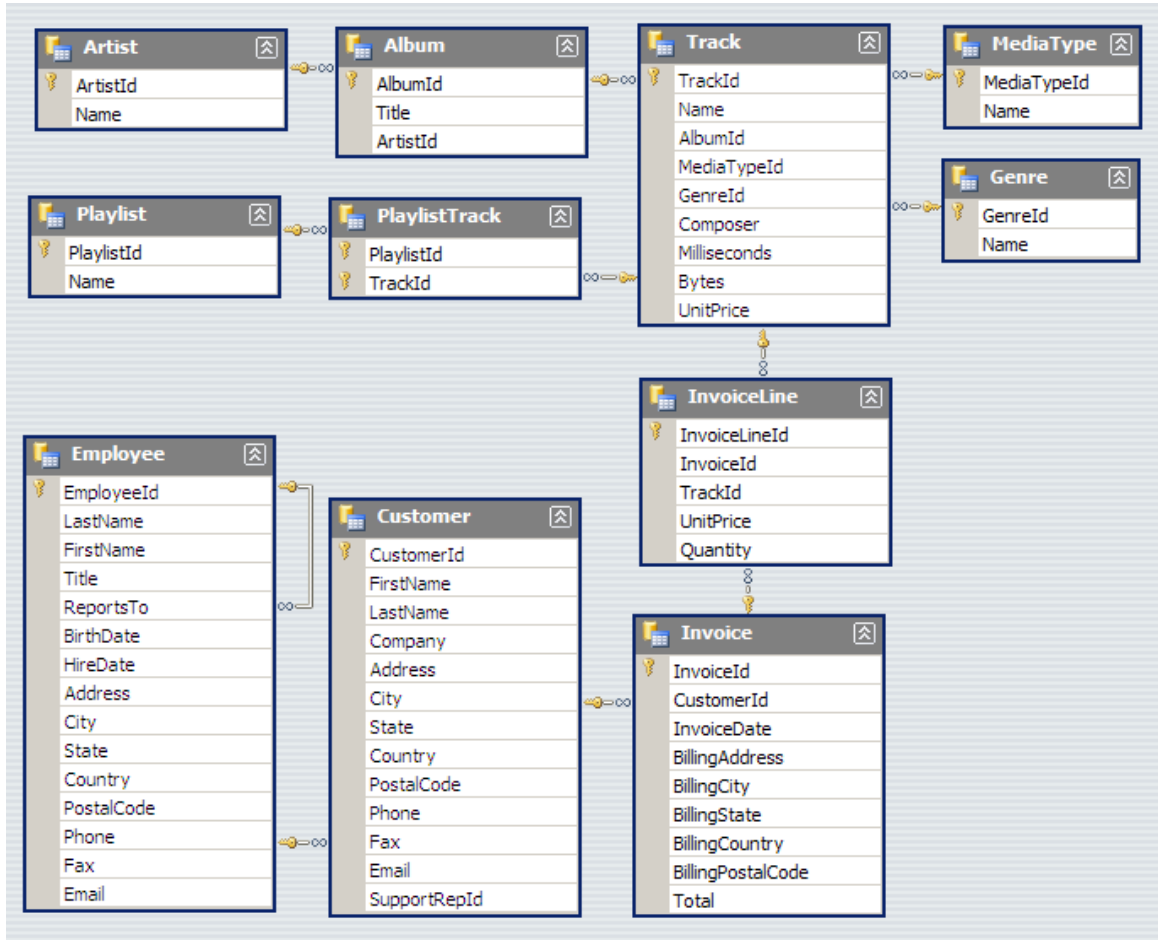 Artist
ArtistId
Name
Album
AlbumId
Title
ArtistId
Track
TrackId
Name
AlbumId
MediaTypeId
GenreId
Composer
Milliseconds
Bytes
UnitPrice
MediaType
MediaTypeId
Name
Genre
GenreId
Name
Playlist
PlaylistId
Name
PlaylistTrack
PlaylistId
TrackId
InvoiceLine
InvoiceLineId
InvoiceId
TrackId
UnitPrice
Quantity
Employee
EmployeeId
LastName
FirstName
Title
ReportsTo
BirthDate
HireDate
Address
City
State
Country
PostalCode
Phone
Fax
Email
Customer
CustomerId
FirstName
LastName
Company
Address
City
State
Country
PostalCode
Phone
Fax
Email
SupportRepId
Invoice
InvoiceId
CustomerId
InvoiceDate
BillingAddress
BillingCity
BillingState
BillingCountry
BillingPostalCode
Total